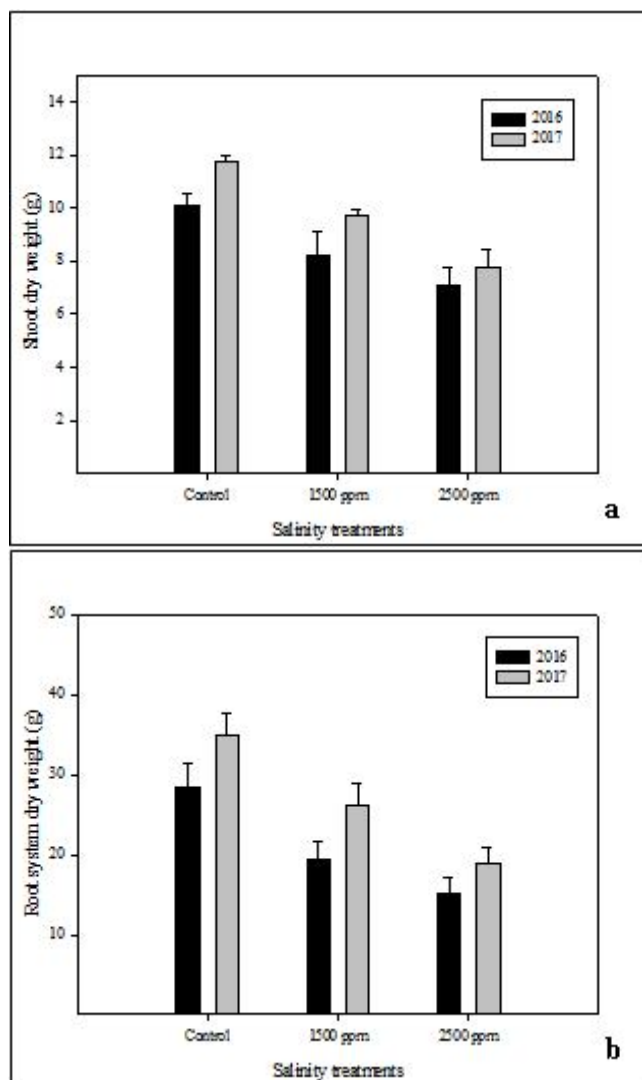 14
12
10
8
6
4
2
Shoot dry weight (g)
2016
2017
Control
1500 ppm
2500 ppm
Salinity treatments
a
50
40
30
20
10
Root system dry weight (g)
2016
2017
Control
1500 ppm
2500 ppm
Salinity treatments
b